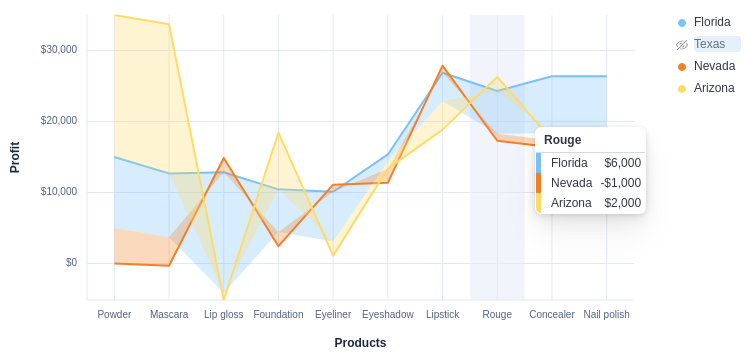 Florida
Texas
Nevada
Arizona
Profit
$30,000
$20,000
$10,000
$0
Rouge
Florida $6,000
Nevada -$1,000
Arizona $2,000
Powder Mascara Lip gloss Foundation Eyeliner Eyeshadow Lipstick Rouge Concealer Nail polish
Products